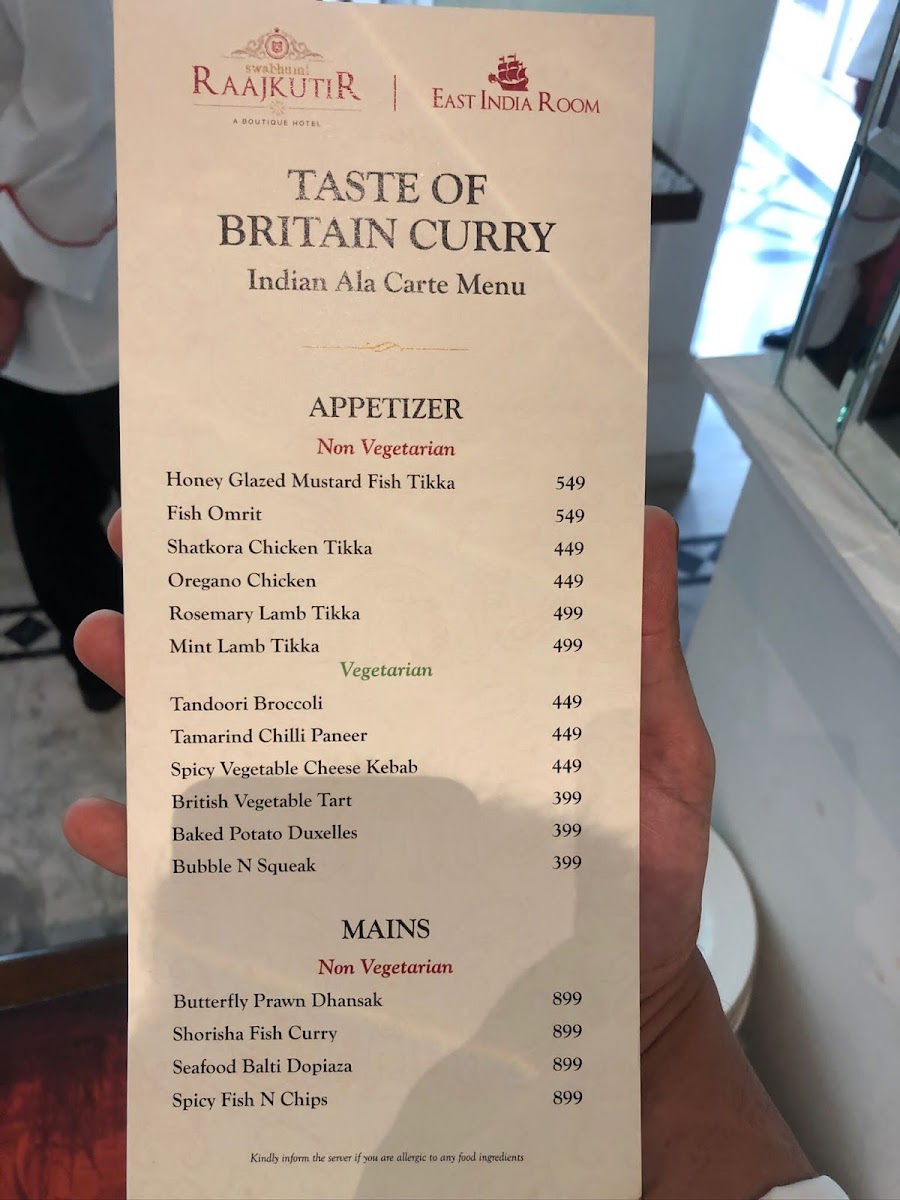 swabhumi
RAAJKUTIR
A BOUTIQUE HOTEL
EAST INDIA ROOM
TASTE OF
BRITAIN CURRY
Indian Ala Carte Menu
APPETIZER
Non Vegetarian
Honey Glazed Mustard Fish Tikka 549
Fish Omrit 549
Shatkora Chicken Tikka 449
Oregano Chicken 449
Rosemary Lamb Tikka 499
Mint Lamb Tikka 499
Vegetarian
Tandoori Broccoli 449
Tamarind Chilli Paneer 449
Spicy Vegetable Cheese Kebab 449
British Vegetable Tart 399
Baked Potato Duxelles 399
Bubble N Squeak 399
MAINS
Non Vegetarian
Butterfly Prawn Dhansak 899
Shorisha Fish Curry 899
Seafood Balti Dopiaza 899
Spicy Fish N Chips 899
Kindly inform the server if you are allergic to any food ingredients